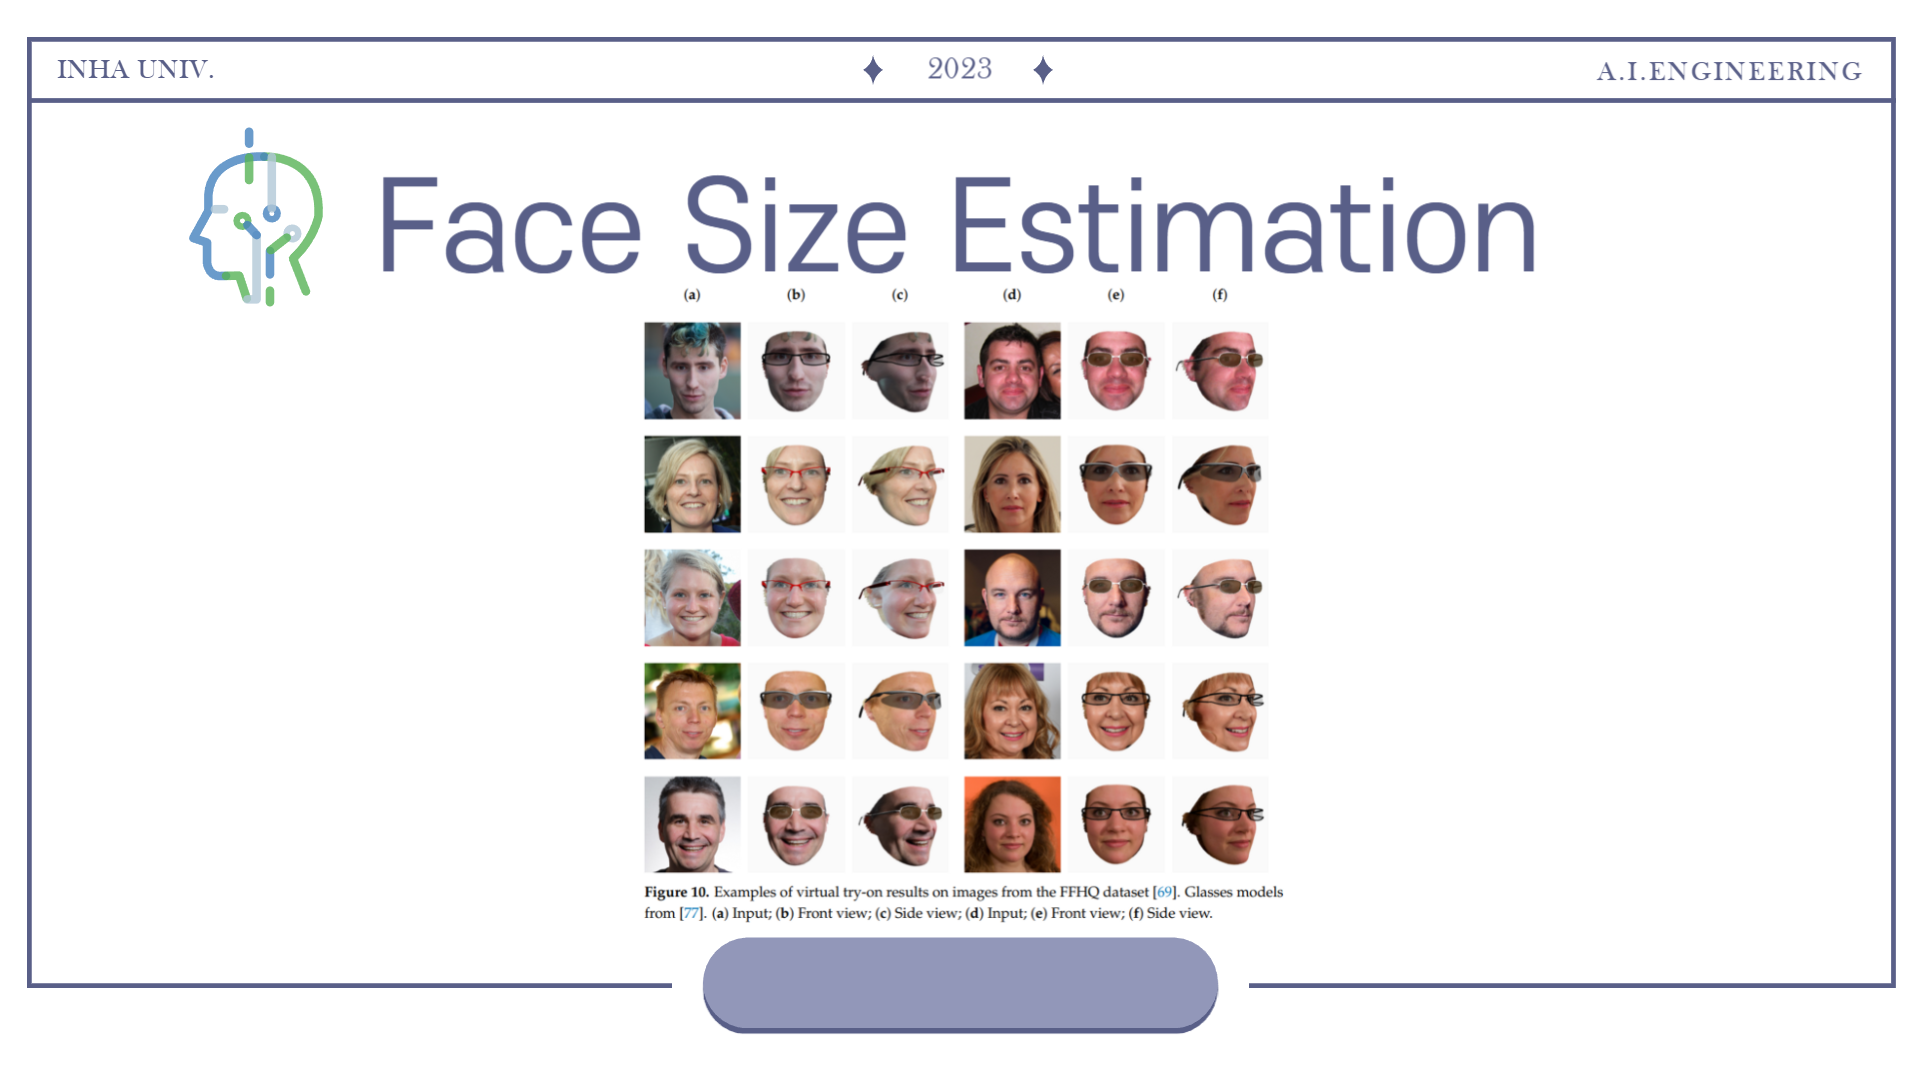 INHA UNIV.
2023
A.I.ENGINEERING
Face Size Estimation
(a) (b) (c) (d) (e) (f)
Figure 10. Examples of virtual try-on results on images from the FFHQ dataset [69]. Glasses models
from [77]. (a) Input; (b) Front view; (c) Side view; (d) Input; (e) Front view; (f) Side view.